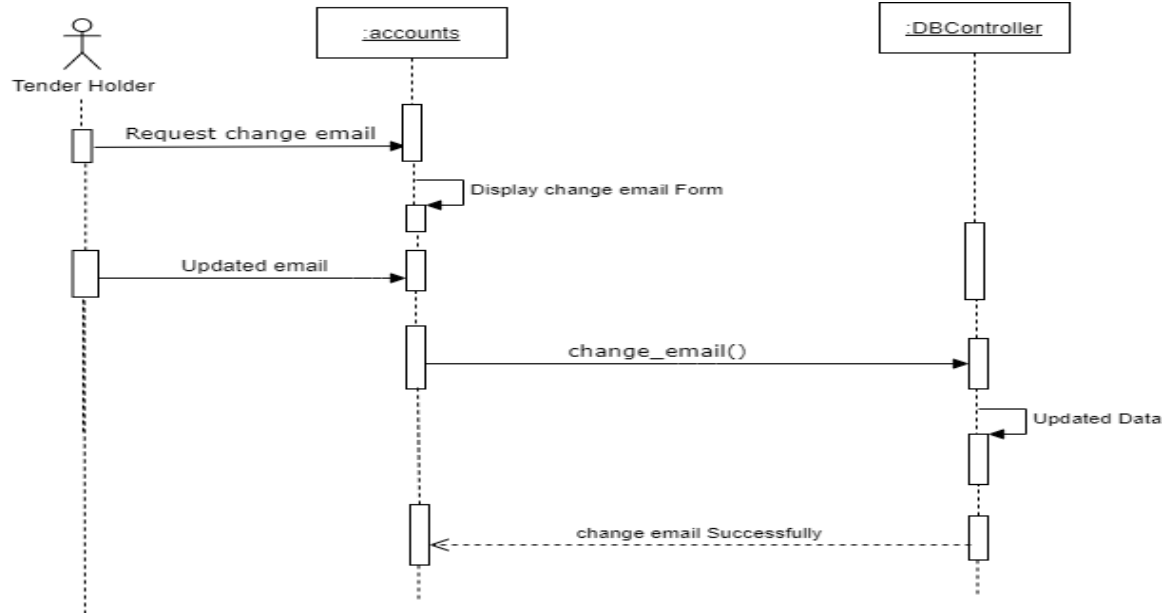 :accounts
:DBController
Tender Holder
Request change email
Display change email Form
Updated email
change_email()
Updated Data
change email Successfully